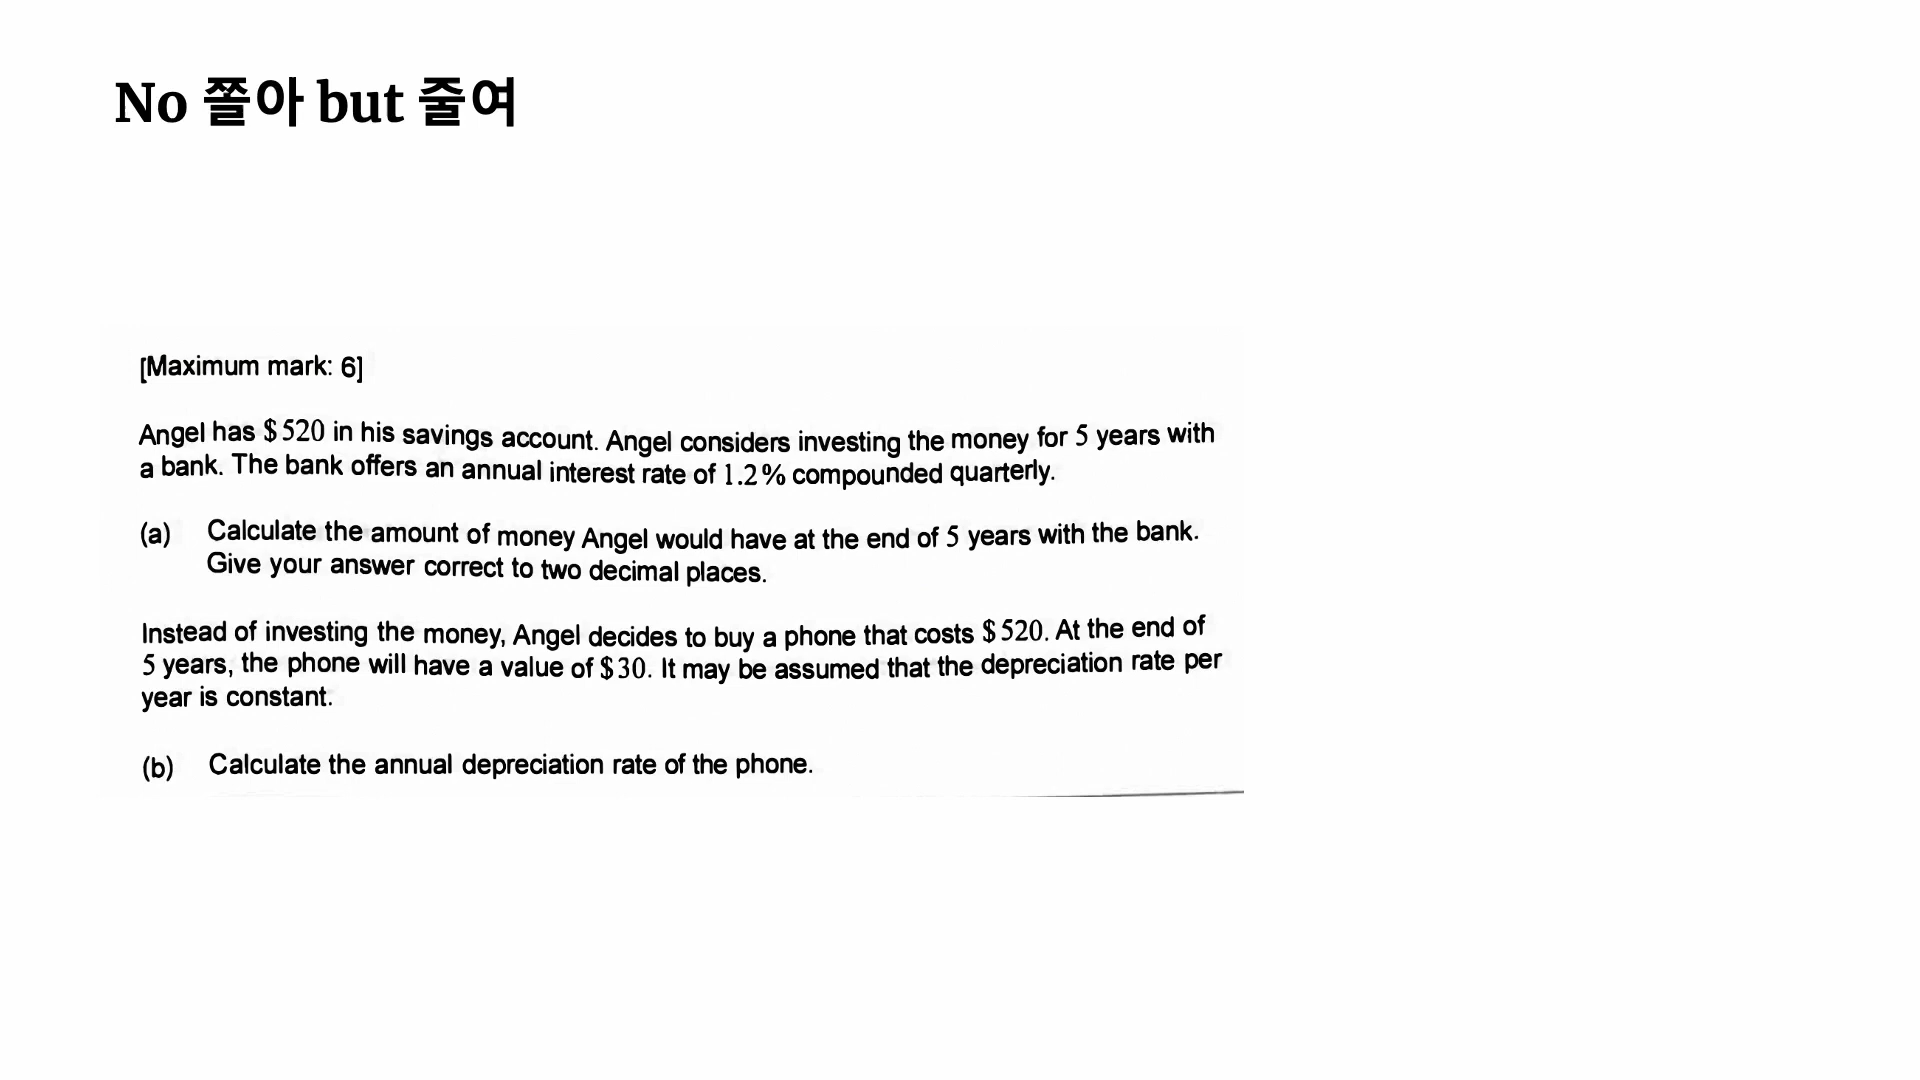 No 쫄아 but 줄여
[Maximum mark: 6]
Angel has $520 in his savings account. Angel considers investing the money for 5 years with
a bank. The bank offers an annual interest rate of 1.2% compounded quarterly.
(a) Calculate the amount of money Angel would have at the end of 5 years with the bank.
Give your answer correct to two decimal places.
Instead of investing the money, Angel decides to buy a phone that costs $520. At the end of
5 years, the phone will have a value of $30. It may be assumed that the depreciation rate per
year is constant.
(b) Calculate the annual depreciation rate of the phone.